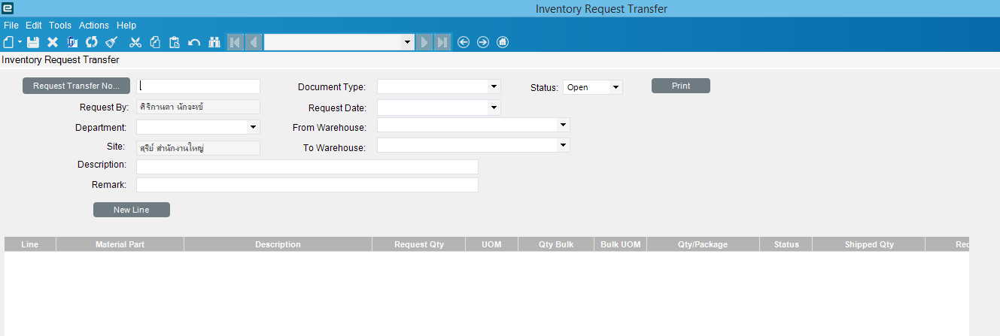 Inventory Request Transfer
File Edit Tools Actions Help
Inventory Request Transfer
Request Transfer No... Document Type: Status: Open Print
Request By: ศิริกานดา นักจะเข้ Request Date:
Department: From Warehouse:
Site: สุรีย์ สำนักงานใหญ่ To Warehouse:
Description:
Remark:
New Line
Line Material Part Description Request Qty UOM Qty Bulk Bulk UOM Qty/Package Status Shipped Qty Rec